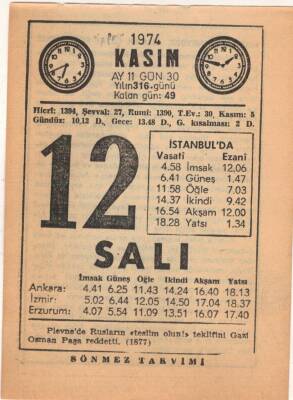 1974
KASIM
AY 11 GÜN 30
Yılın 316.günü
Kalan gün: 49
Hicrî: 1394, Şevval: 27, Rumî: 1390, T.Ev.: 30, Kasım: 5
Gündüz: 10.12 D., Gece: 13.48 D., G. kısalması: 2 D.
12
SALI
İSTANBUL'DA
Vasati Ezani
4.58 İmsak 12.06
6.41 Güneş 1.47
11.58 Öğle 7.03
14.37 İkindi 9.42
16.54 Akşam 12.00
18.28 Yatsı 1.34
İmsak Güneş Öğle İkindi Akşam Yatsı
Ankara: 4.41 6.25 11.43 14.24 16.40 18.13
İzmir: 5.02 6.44 12.05 14.50 17.04 18.37
Erzurum: 4.07 5.54 11.09 13.51 16.07 17.40
Plevne'de Rusların «teslim olun!» teklifini Gazi
Osman Paşa reddetti. (1877)
SÖNMEZ TAKVİMİ